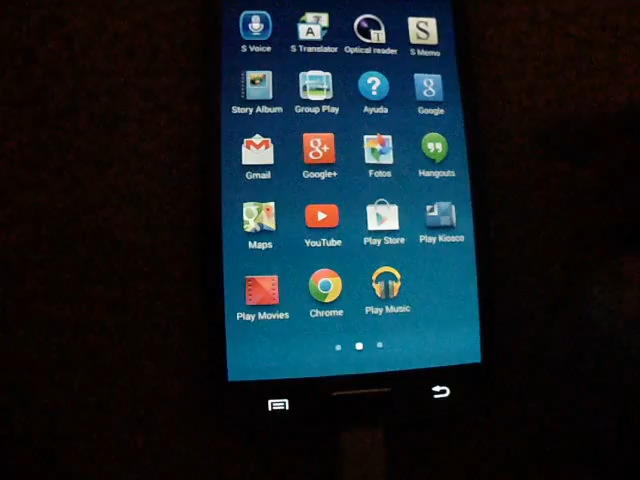 S Voice S Translator Optical reader S Memo
Story Album Group Play Ayuda Google
Gmail Google+ Fotos Hangouts
Maps YouTube Play Store Play Kiosco
Play Movies Chrome Play Music